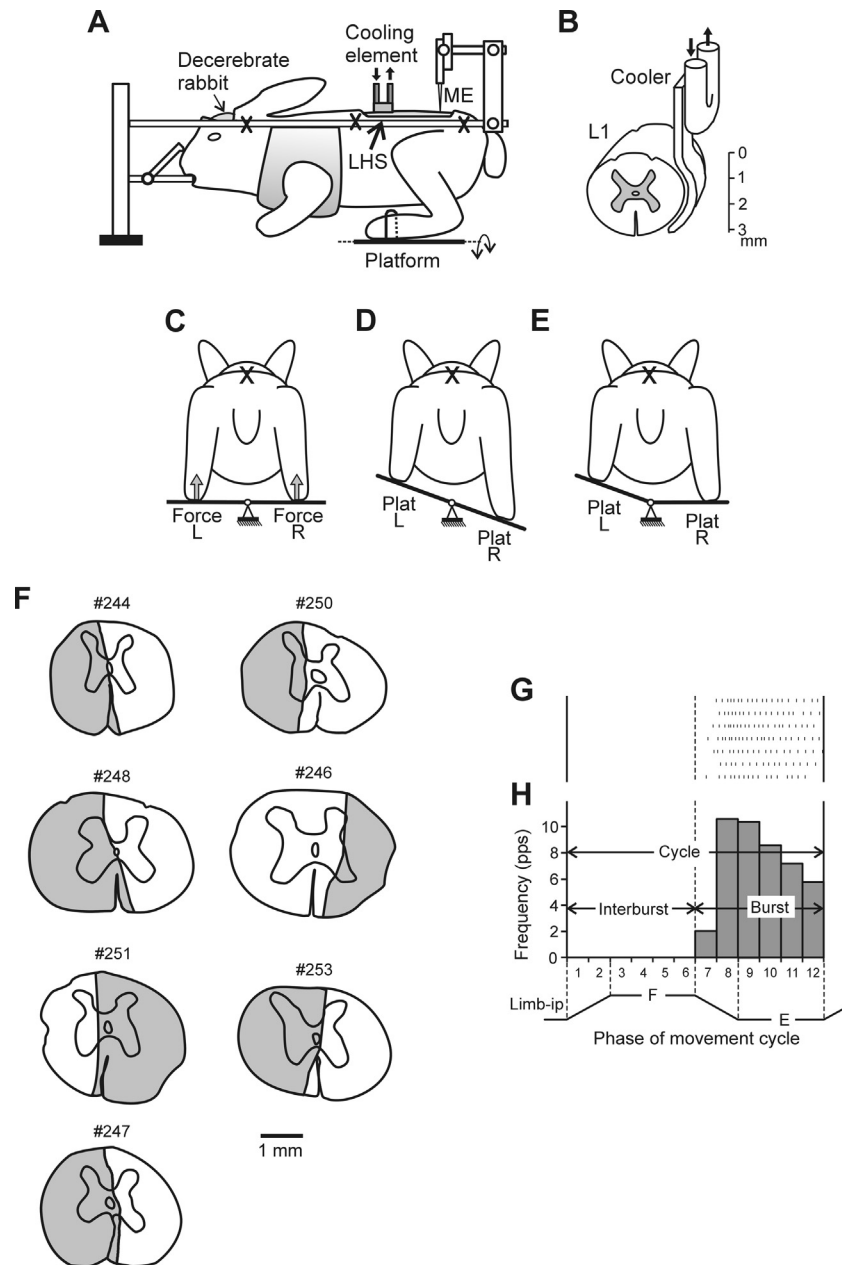 A
Decerebrate
rabbit
Cooling
element
ME
LHS
Platform
B
Cooler
L1
0
1
2
3
mm
C
Force
L
Force
R
D
Plat
L
Plat
R
E
Plat
L
Plat
R
F
#244
#250
#248
#246
#251
#253
#247
1 mm
G
H
Frequency (pps)
10
8
6
4
2
0
Cycle
Interburst
Burst
1 2 3 4 5 6 7 8 9 10 11 12
Limb-ip
F
E
Phase of movement cycle